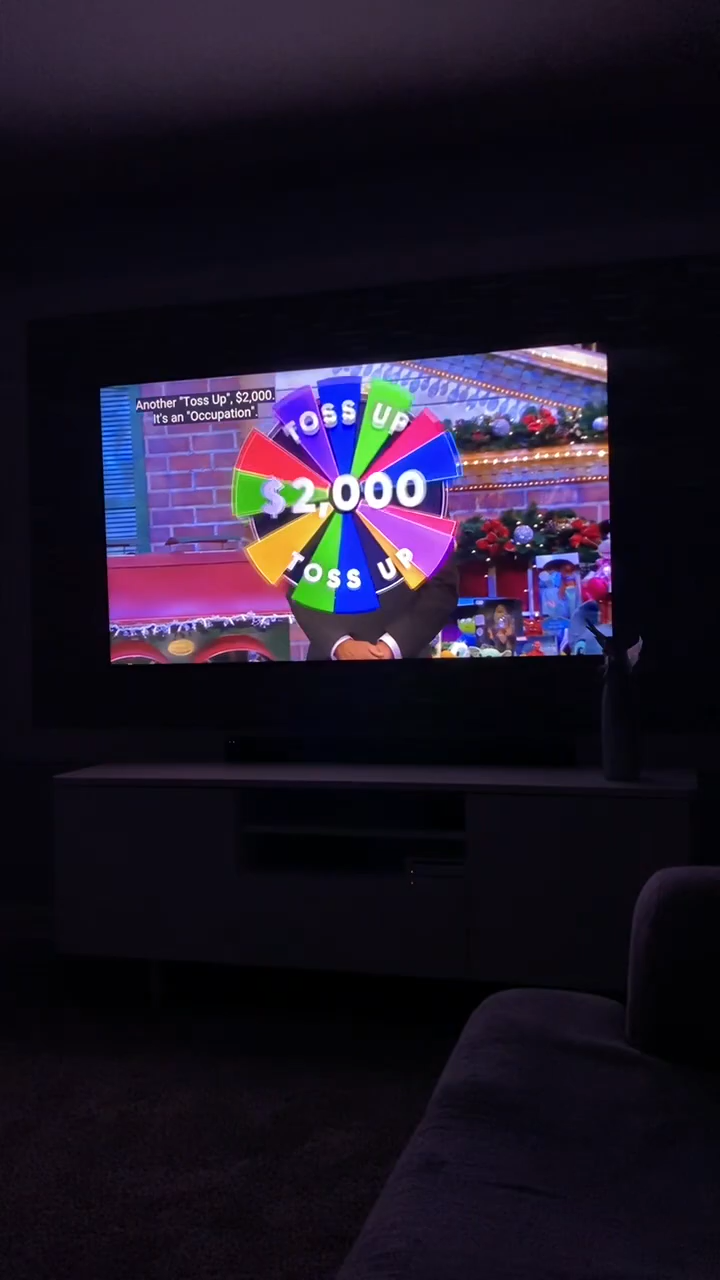 Another "Toss Up", $2,000.
It's an "Occupation".
TOSS UP
$2,000
TOSS UP